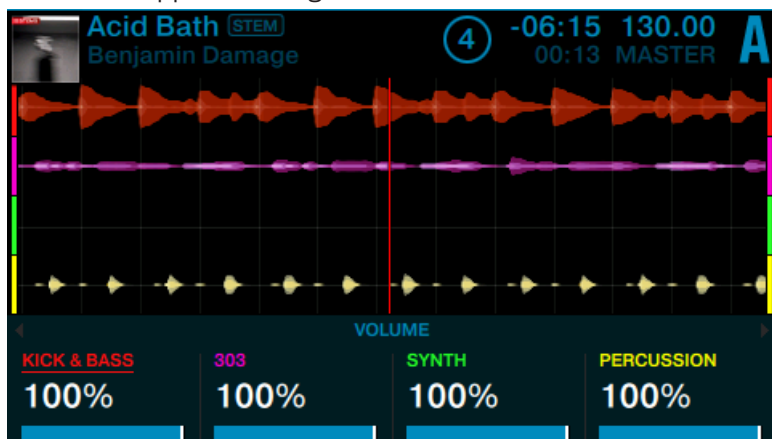 Acid Bath STEM
Benjamin Damage
4
-06:15 130.00
00:13 MASTER
A
VOLUME
KICK & BASS 303 SYNTH PERCUSSION
100% 100% 100% 100%